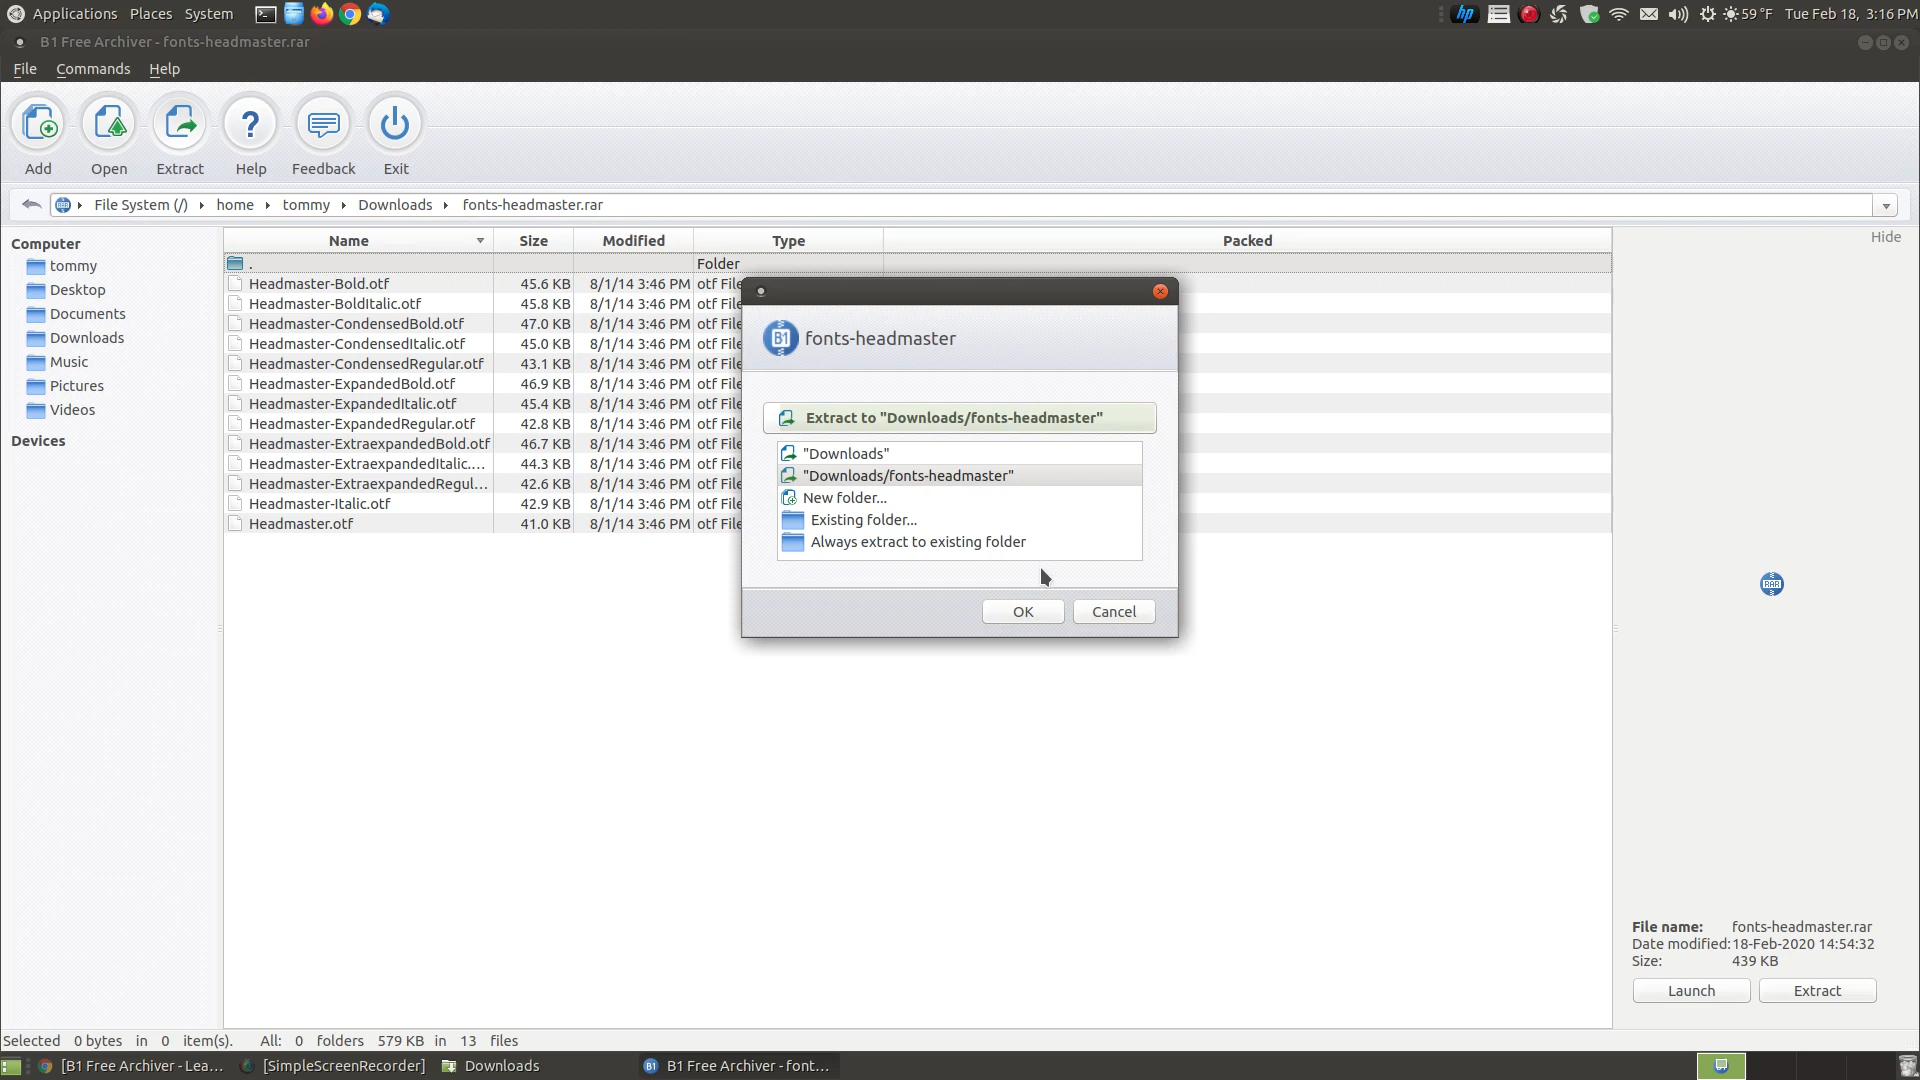 Applications Places System hp 59 °F Tue Feb 18, 3:16 PM
B1 Free Archiver - fonts-headmaster.rar
File Commands Help
Add Open Extract Help Feedback Exit
File System (/) home tommy Downloads fonts-headmaster.rar
Computer
tommy
Desktop
Documents
Downloads
Music
Pictures
Videos
Devices
Name Size Modified Type Packed
. Folder
Headmaster-Bold.otf 45.6 KB 8/1/14 3:46 PM otf File
Headmaster-BoldItalic.otf 45.8 KB 8/1/14 3:46 PM otf File
Headmaster-CondensedBold.otf 47.0 KB 8/1/14 3:46 PM otf File
Headmaster-CondensedItalic.otf 45.0 KB 8/1/14 3:46 PM otf File
Headmaster-CondensedRegular.otf 43.1 KB 8/1/14 3:46 PM otf File
Headmaster-ExpandedBold.otf 46.9 KB 8/1/14 3:46 PM otf File
Headmaster-ExpandedItalic.otf 45.4 KB 8/1/14 3:46 PM otf File
Headmaster-ExpandedRegular.otf 42.8 KB 8/1/14 3:46 PM otf File
Headmaster-ExtraexpandedBold.otf 46.7 KB 8/1/14 3:46 PM otf File
Headmaster-ExtraexpandedItalic.... 44.3 KB 8/1/14 3:46 PM otf File
Headmaster-ExtraexpandedRegul... 42.6 KB 8/1/14 3:46 PM otf File
Headmaster-Italic.otf 42.9 KB 8/1/14 3:46 PM otf File
Headmaster.otf 41.0 KB 8/1/14 3:46 PM otf File
B1 fonts-headmaster
Extract to "Downloads/fonts-headmaster"
"Downloads"
"Downloads/fonts-headmaster"
New folder...
Existing folder...
Always extract to existing folder
OK Cancel
Hide
RAR
File name: fonts-headmaster.rar
Date modified: 18-Feb-2020 14:54:32
Size: 439 KB
Launch Extract
Selected 0 bytes in 0 item(s). All: 0 folders 579 KB in 13 files
[B1 Free Archiver - Lea... [SimpleScreenRecorder] Downloads B1 B1 Free Archiver - font...